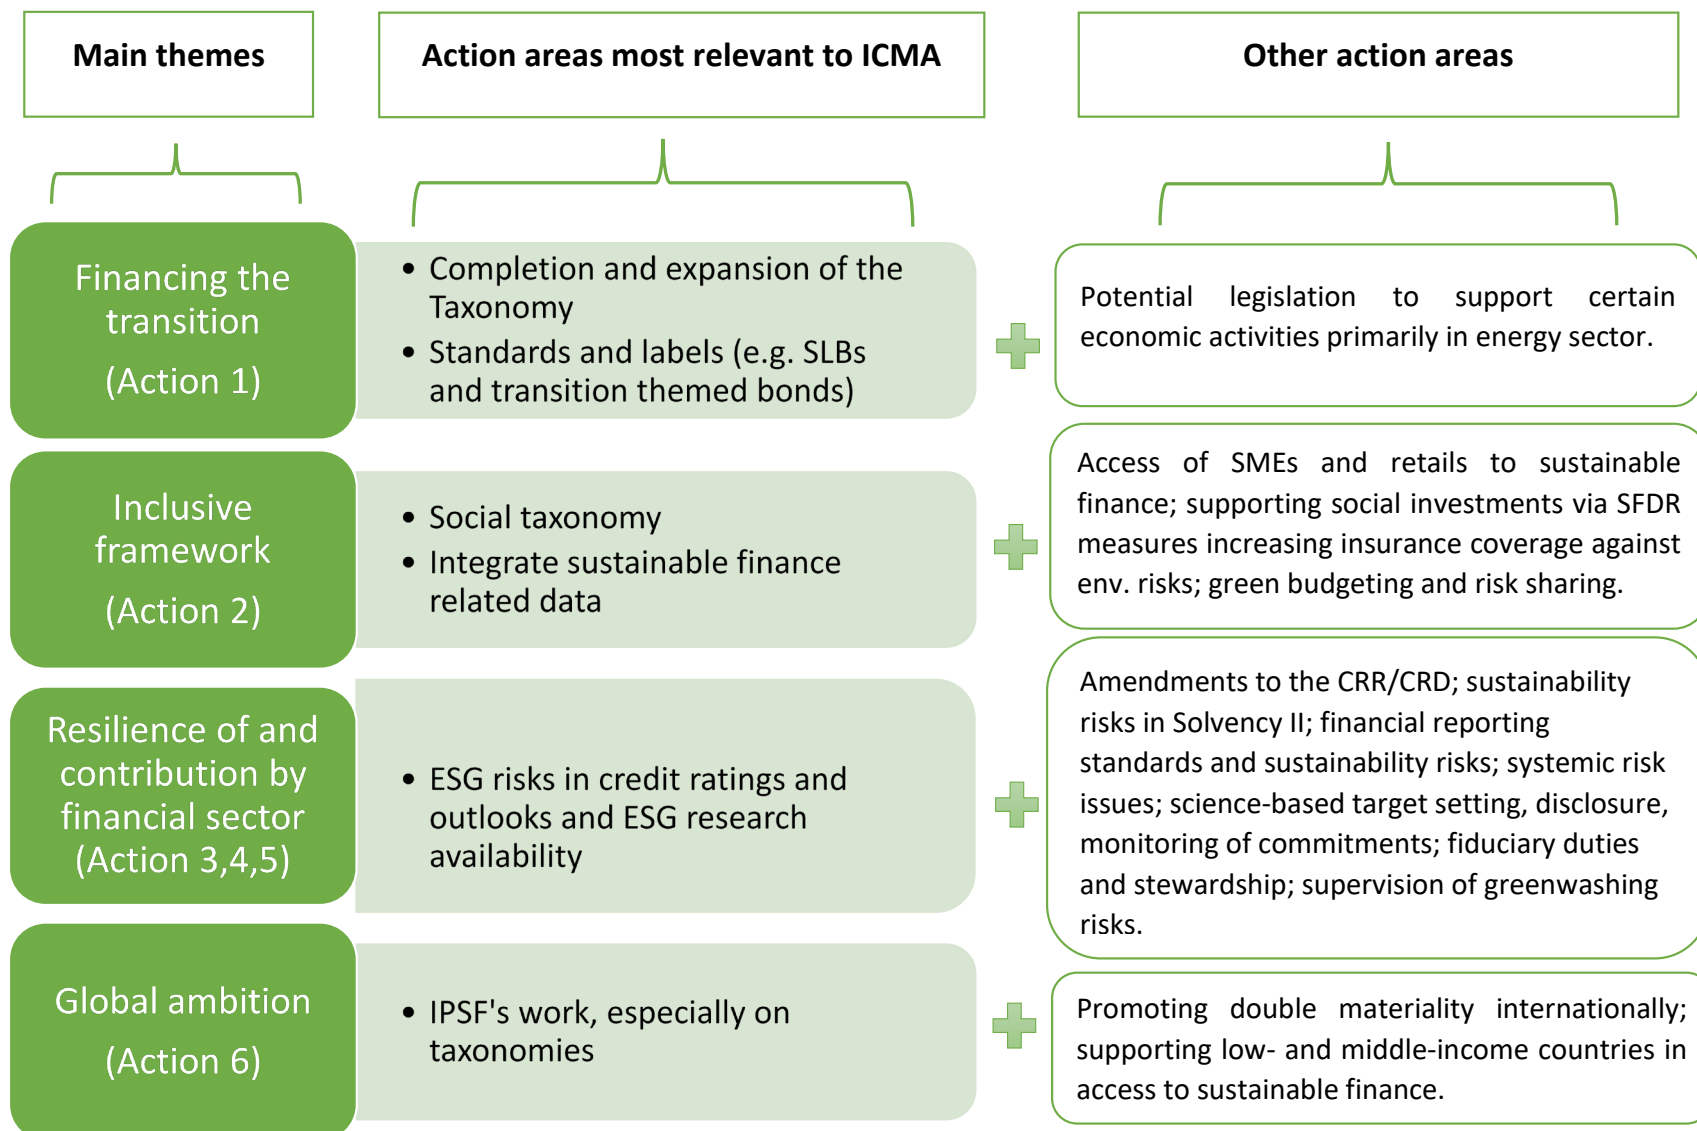 Main themes
Action areas most relevant to ICMA
Other action areas
Financing the
transition
(Action 1)
• Completion and expansion of the
Taxonomy
• Standards and labels (e.g. SLBs
and transition themed bonds)
Potential legislation to support certain
economic activities primarily in energy sector.
Inclusive
framework
(Action 2)
• Social taxonomy
• Integrate sustainable finance
related data
Access of SMEs and retails to sustainable
finance; supporting social investments via SFDR
measures increasing insurance coverage against
env. risks; green budgeting and risk sharing.
Resilience of and
contribution by
financial sector
(Action 3,4,5)
• ESG risks in credit ratings and
outlooks and ESG research
availability
Amendments to the CRR/CRD; sustainability
risks in Solvency II; financial reporting
standards and sustainability risks; systemic risk
issues; science-based target setting, disclosure,
monitoring of commitments; fiduciary duties
and stewardship; supervision of greenwashing
risks.
Global ambition
(Action 6)
• IPSF's work, especially on
taxonomies
Promoting double materiality internationally;
supporting low- and middle-income countries in
access to sustainable finance.